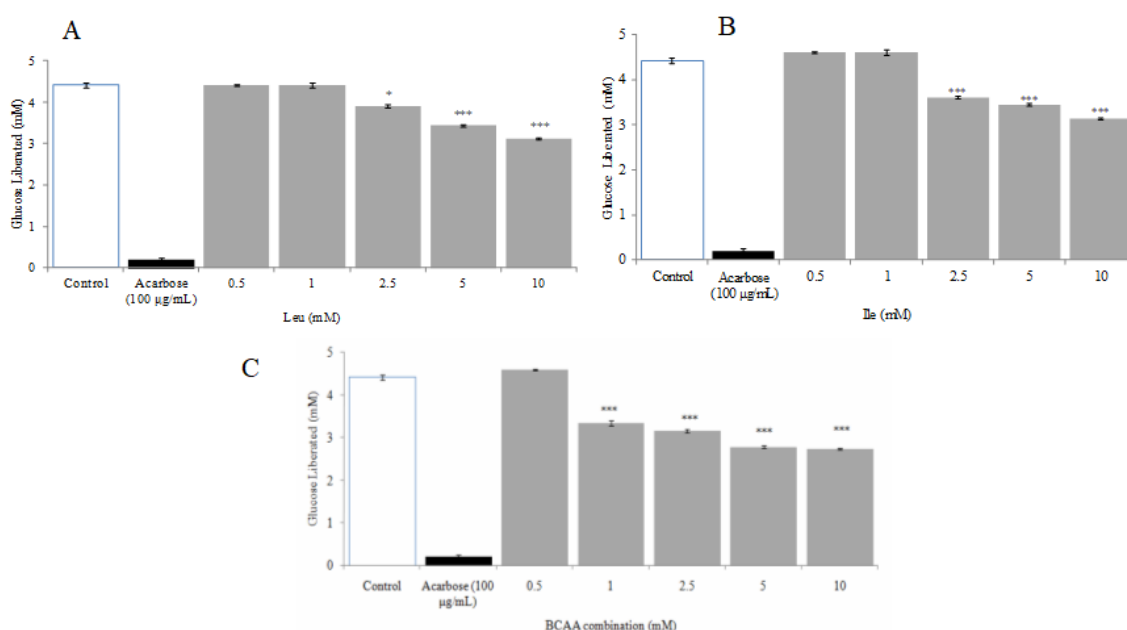 A
5
4
3
2
1
0
Glucose Liberated (mM)
*
***
***
Control
Acarbose
(100 µg/mL)
0.5
1
2.5
5
10
Leu (mM)
B
5
4
3
2
1
0
Glucose Liberated (mM)
***
***
***
Control
Acarbose
(100 µg/mL)
0.5
1
2.5
5
10
Ile (mM)
C
5
4
3
2
1
0
Glucose Liberated (mM)
***
***
***
***
Control
Acarbose (100
µg/mL)
0.5
1
2.5
5
10
BCAA combination (mM)